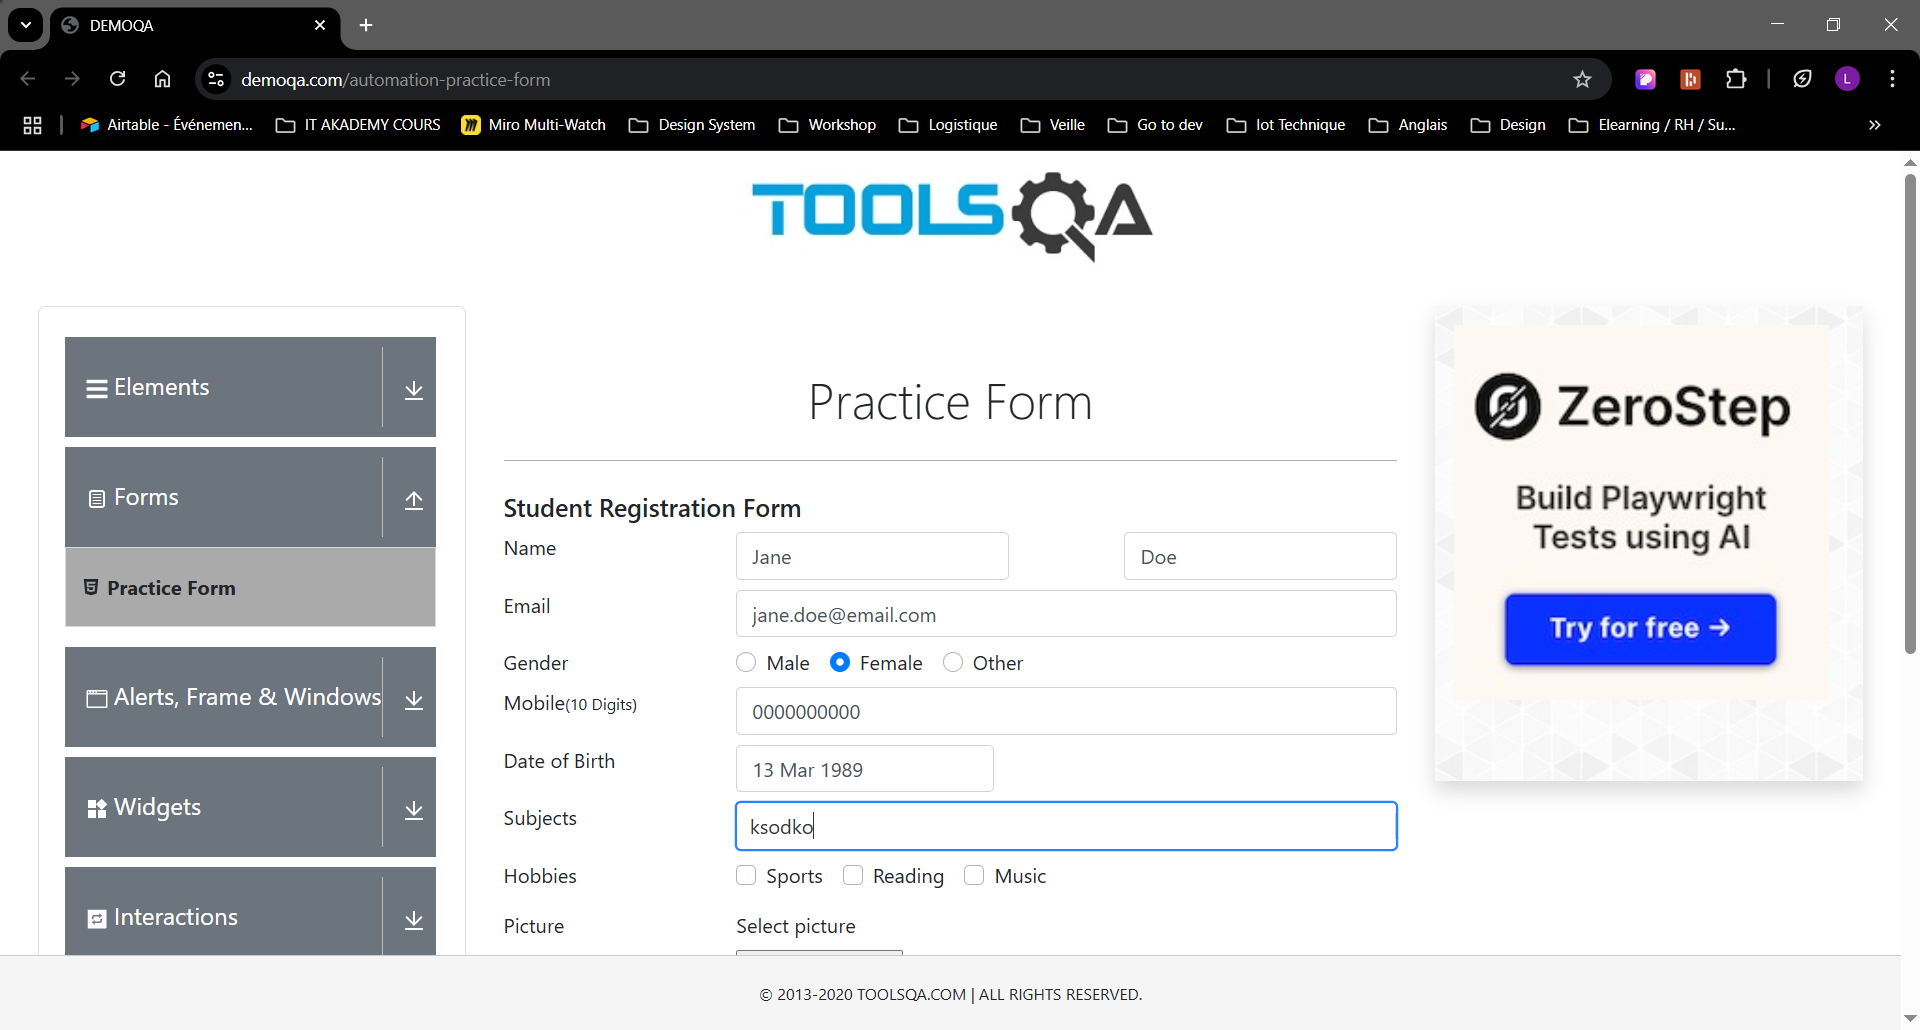 DEMOQA
demoqa.com/automation-practice-form
L
Airtable - Événemen...
IT AKADEMY COURS
Miro Multi-Watch
Design System
Workshop
Logistique
Veille
Go to dev
Iot Technique
Anglais
Design
Elearning / RH / Su...
TOOLSQA
Elements
Forms
Practice Form
Alerts, Frame & Windows
Widgets
Interactions
Practice Form
Student Registration Form
Name
Jane
Doe
Email
jane.doe@email.com
Gender
Male
Female
Other
Mobile(10 Digits)
0000000000
Date of Birth
13 Mar 1989
Subjects
ksodko
Hobbies
Sports
Reading
Music
Picture
Select picture
ZeroStep
Build Playwright
Tests using AI
Try for free →
© 2013-2020 TOOLSQA.COM | ALL RIGHTS RESERVED.